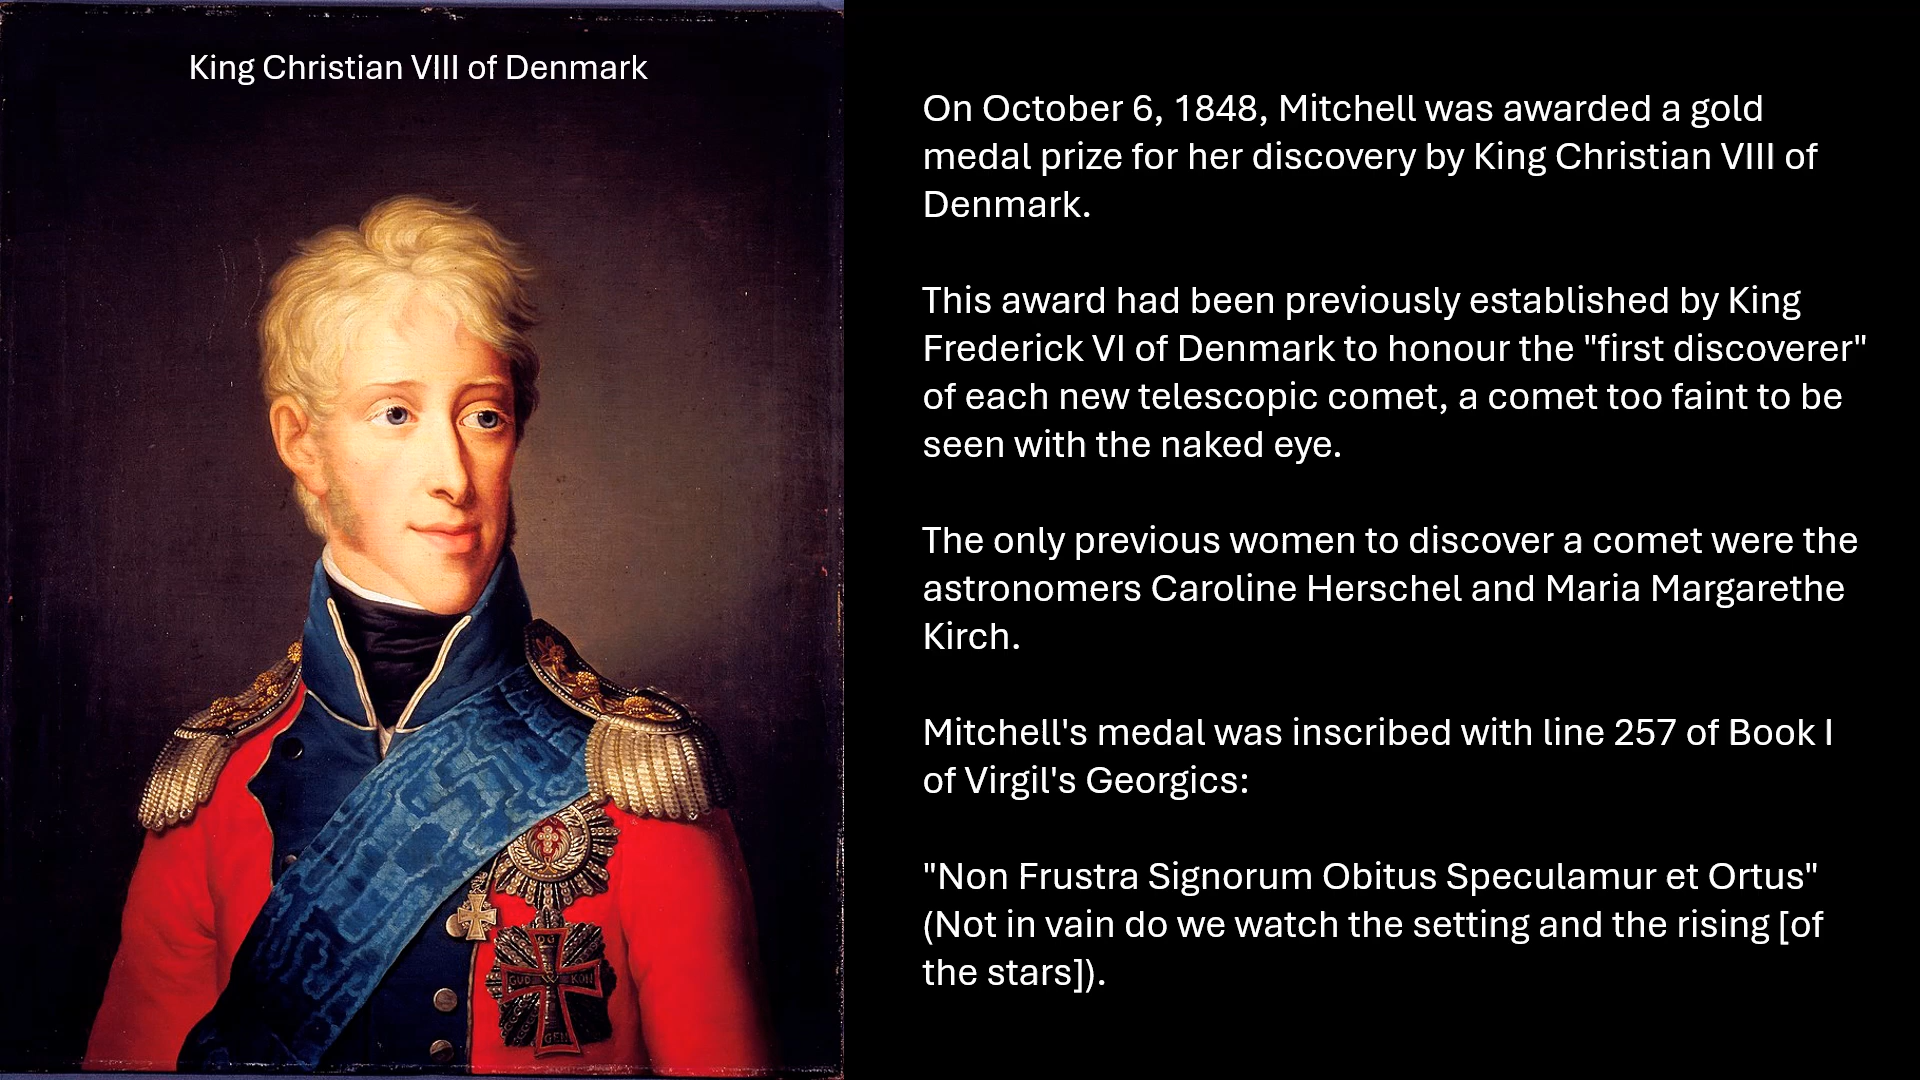 King Christian VIII of Denmark
On October 6, 1848, Mitchell was awarded a gold
medal prize for her discovery by King Christian VIII of
Denmark.
This award had been previously established by King
Frederick VI of Denmark to honour the "first discoverer"
of each new telescopic comet, a comet too faint to be
seen with the naked eye.
The only previous women to discover a comet were the
astronomers Caroline Herschel and Maria Margarethe
Kirch.
Mitchell's medal was inscribed with line 257 of Book I
of Virgil's Georgics:
"Non Frustra Signorum Obitus Speculamur et Ortus"
(Not in vain do we watch the setting and the rising [of
the stars]).
OG
GUD
KON